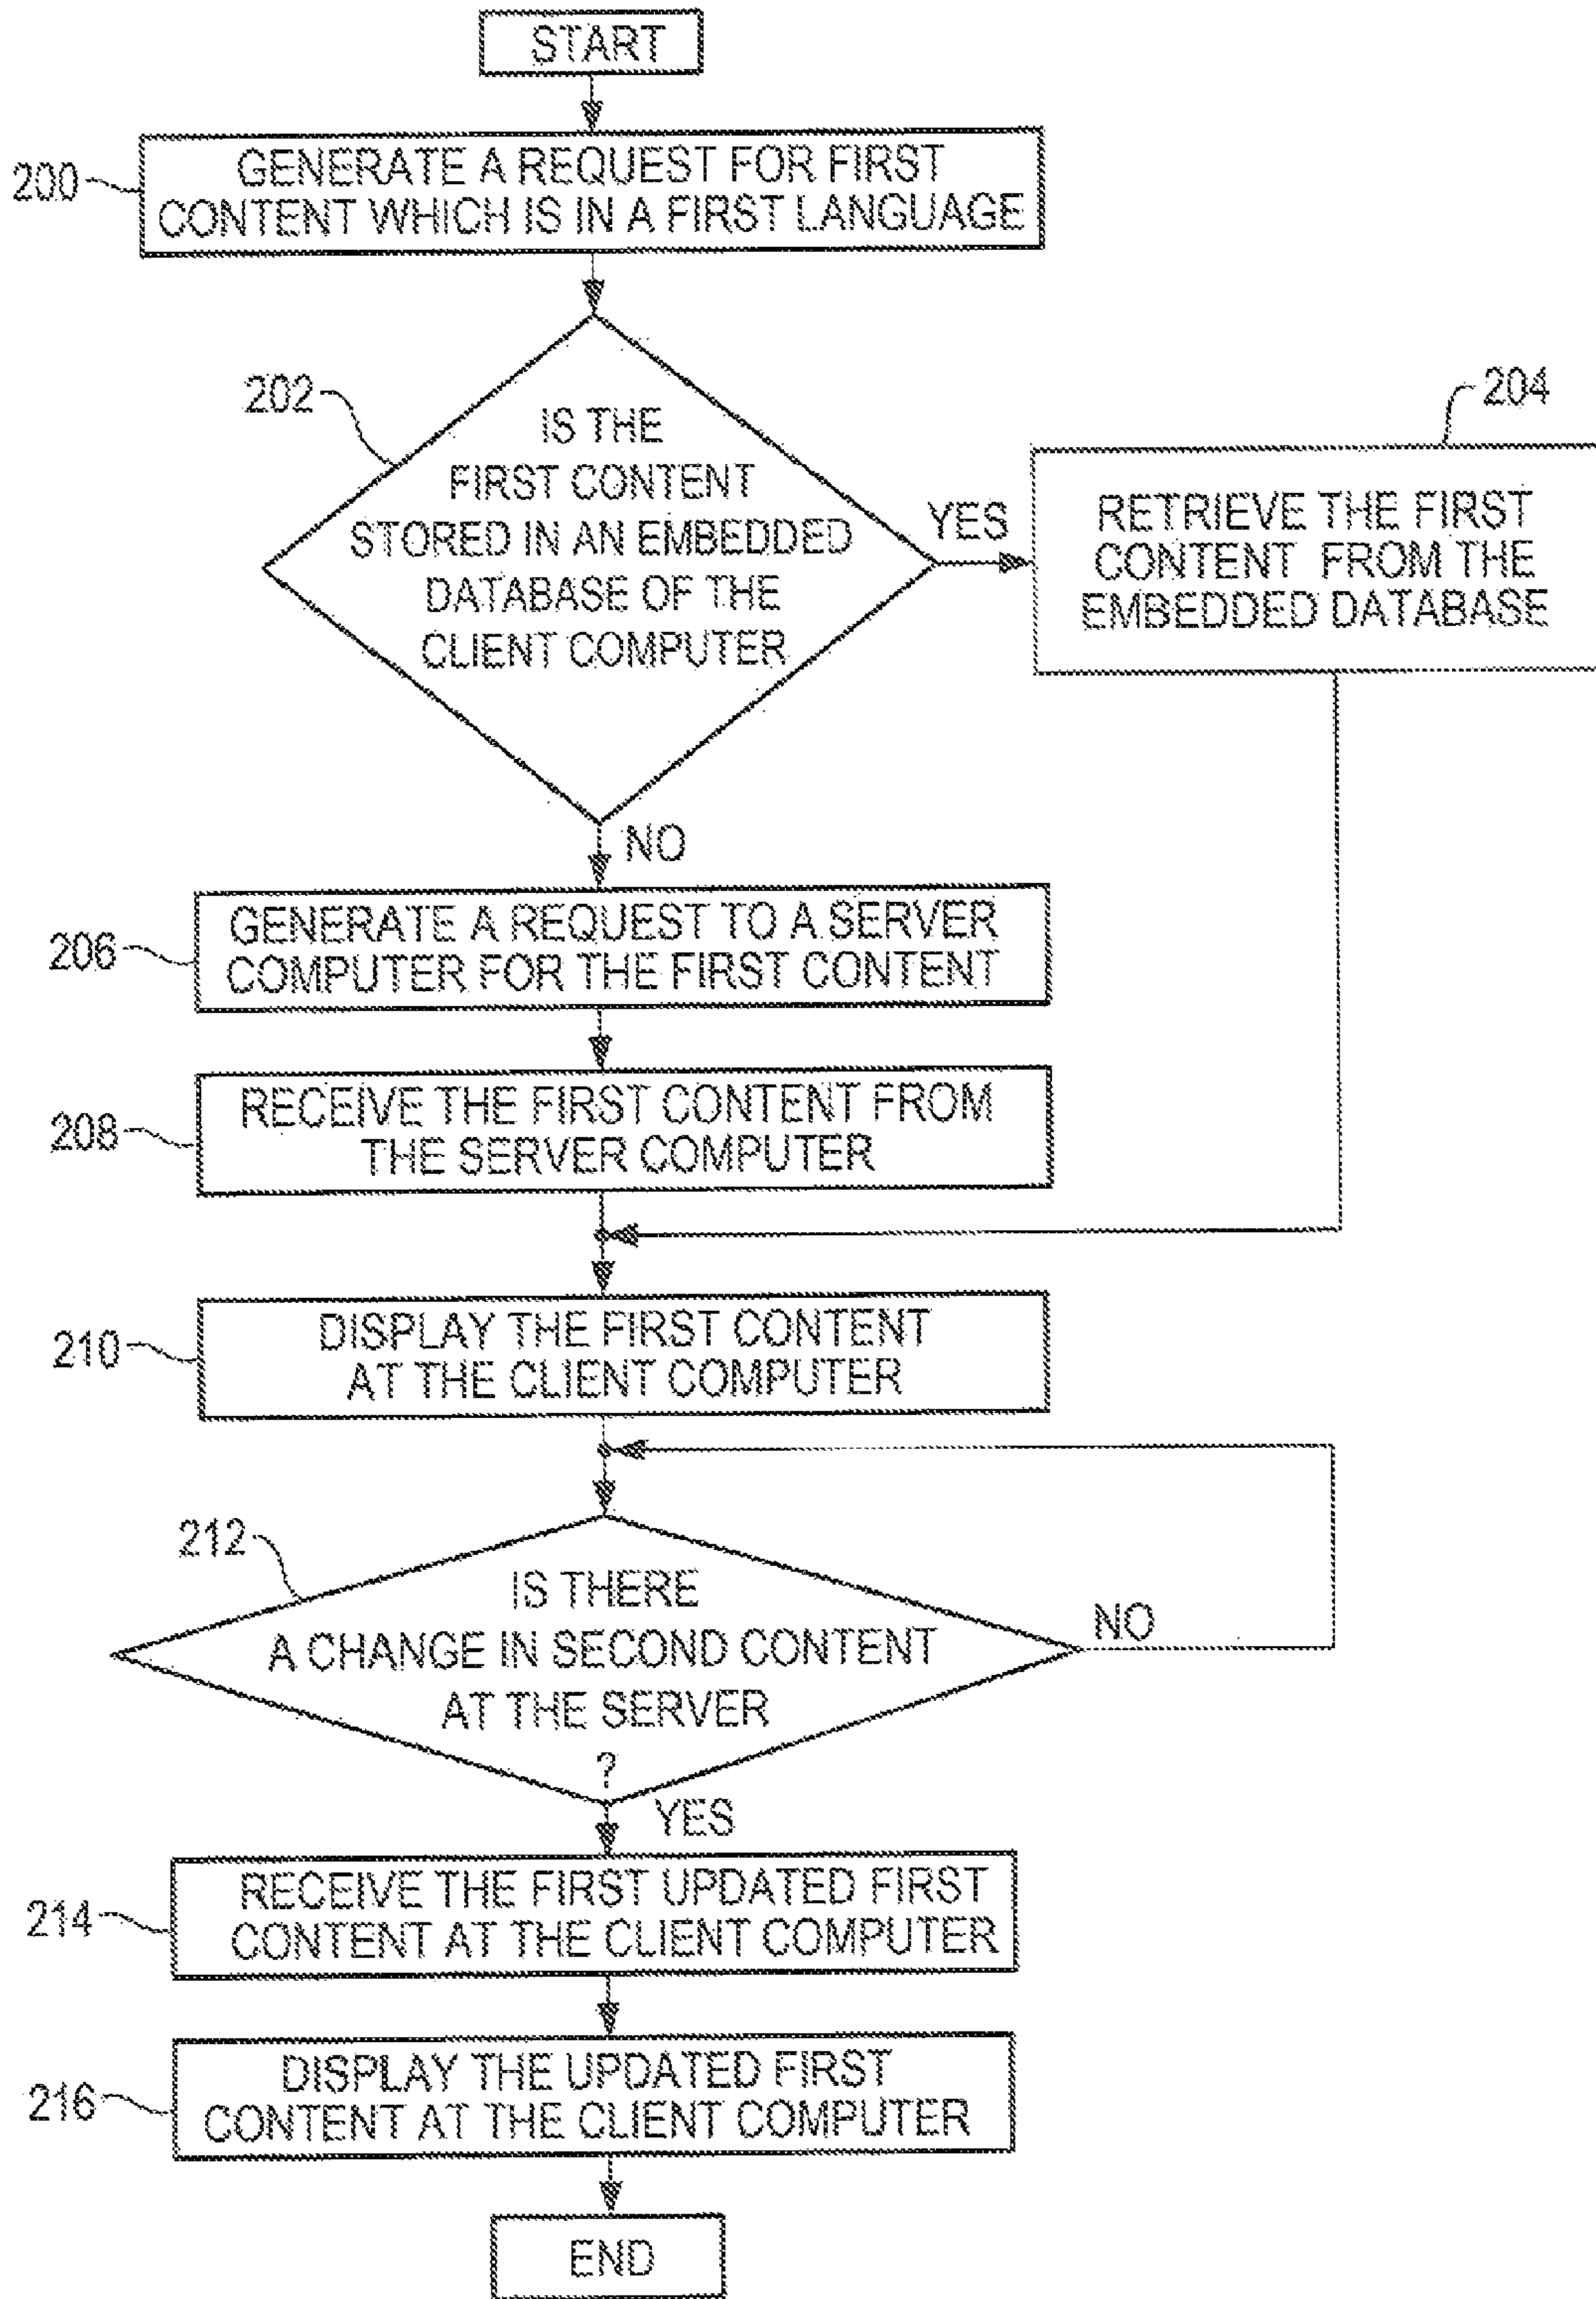 START
200
GENERATE A REQUEST FOR FIRST
CONTENT WHICH IS IN A FIRST LANGUAGE
202
IS THE
FIRST CONTENT
STORED IN AN EMBEDDED
DATABASE OF THE
CLIENT COMPUTER
YES
204
RETRIEVE THE FIRST
CONTENT FROM THE
EMBEDDED DATABASE
NO
206
GENERATE A REQUEST TO A SERVER
COMPUTER FOR THE FIRST CONTENT
208
RECEIVE THE FIRST CONTENT FROM
THE SERVER COMPUTER
210
DISPLAY THE FIRST CONTENT
AT THE CLIENT COMPUTER
212
IS THERE
A CHANGE IN SECOND CONTENT
AT THE SERVER
?
NO
YES
214
RECEIVE THE FIRST UPDATED FIRST
CONTENT AT THE CLIENT COMPUTER
216
DISPLAY THE UPDATED FIRST
CONTENT AT THE CLIENT COMPUTER
END